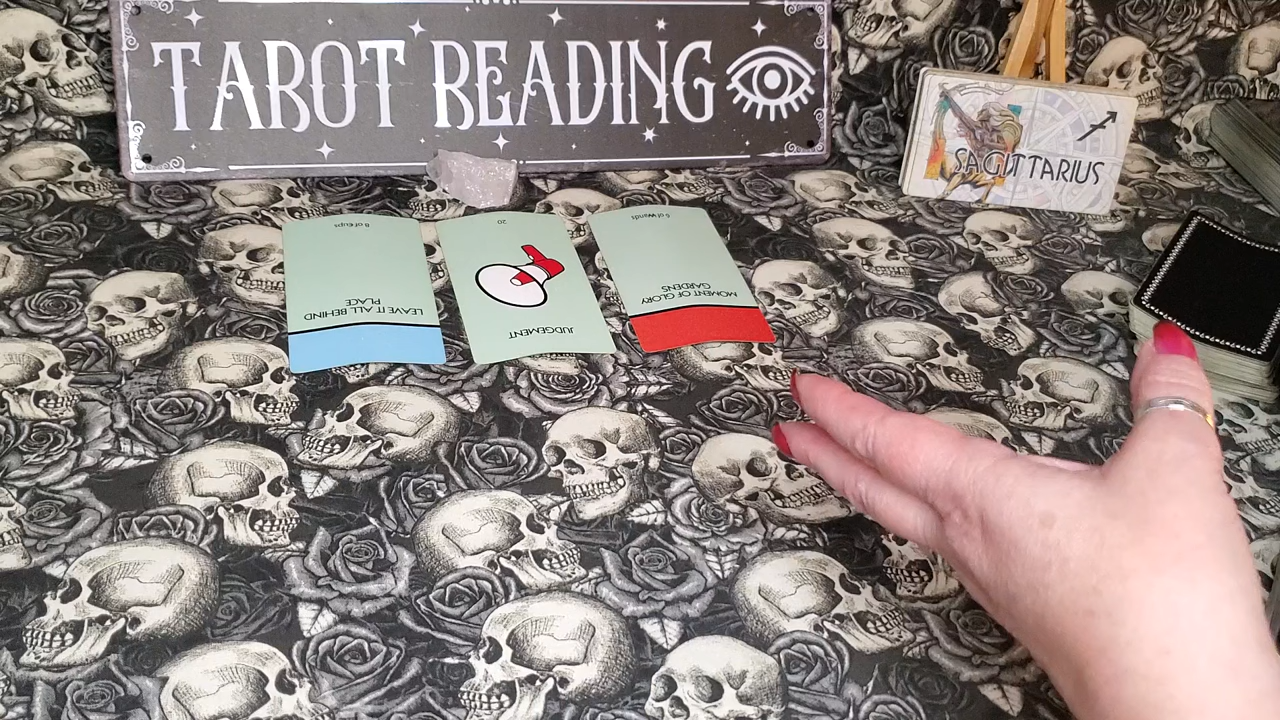 TAROT READING
SAGITTARIUS
8 of Cups
LEAVE IT ALL BEHIND
PLACE
20
JUDGEMENT
6 of Wands
MOMENT OF GLORY
GARDENS